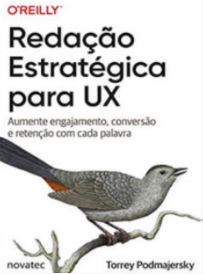 O'REILLY®
Redação
Estratégica
para UX
Aumente engajamento, conversão
e retenção com cada palavra
novatec
Torrey Podmajersky